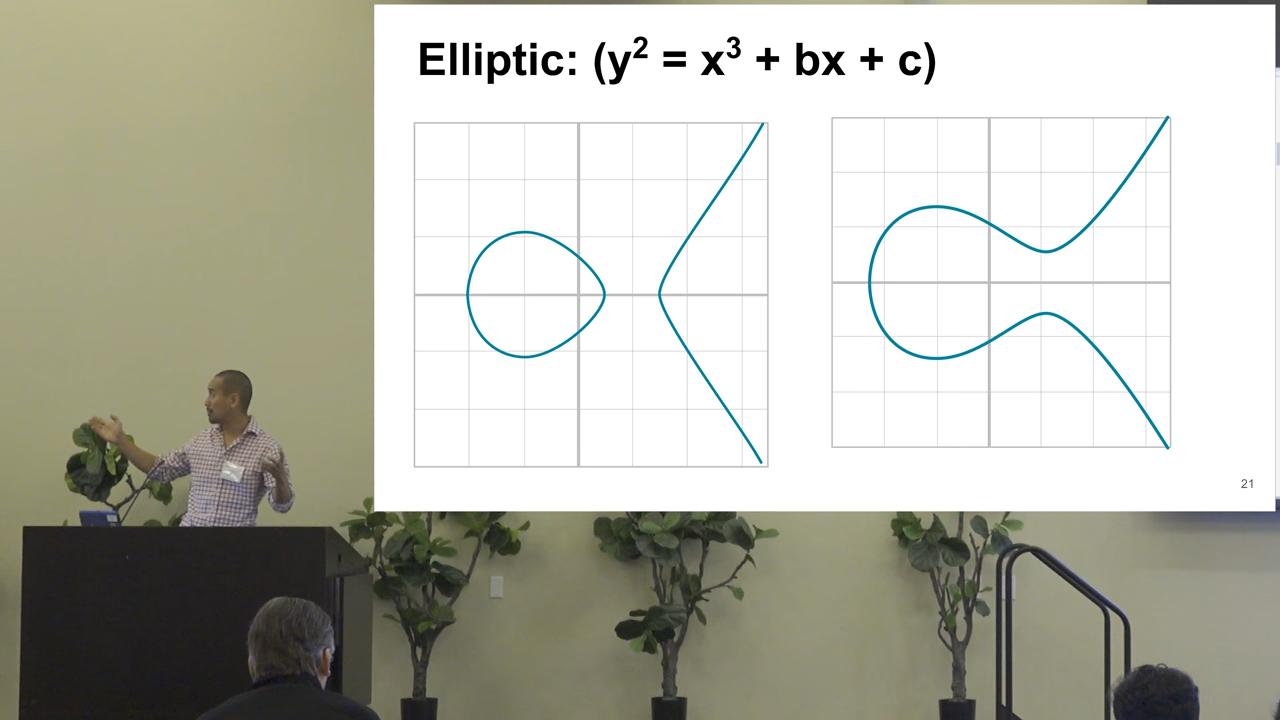 Elliptic: (y² = x³ + bx + c)
21